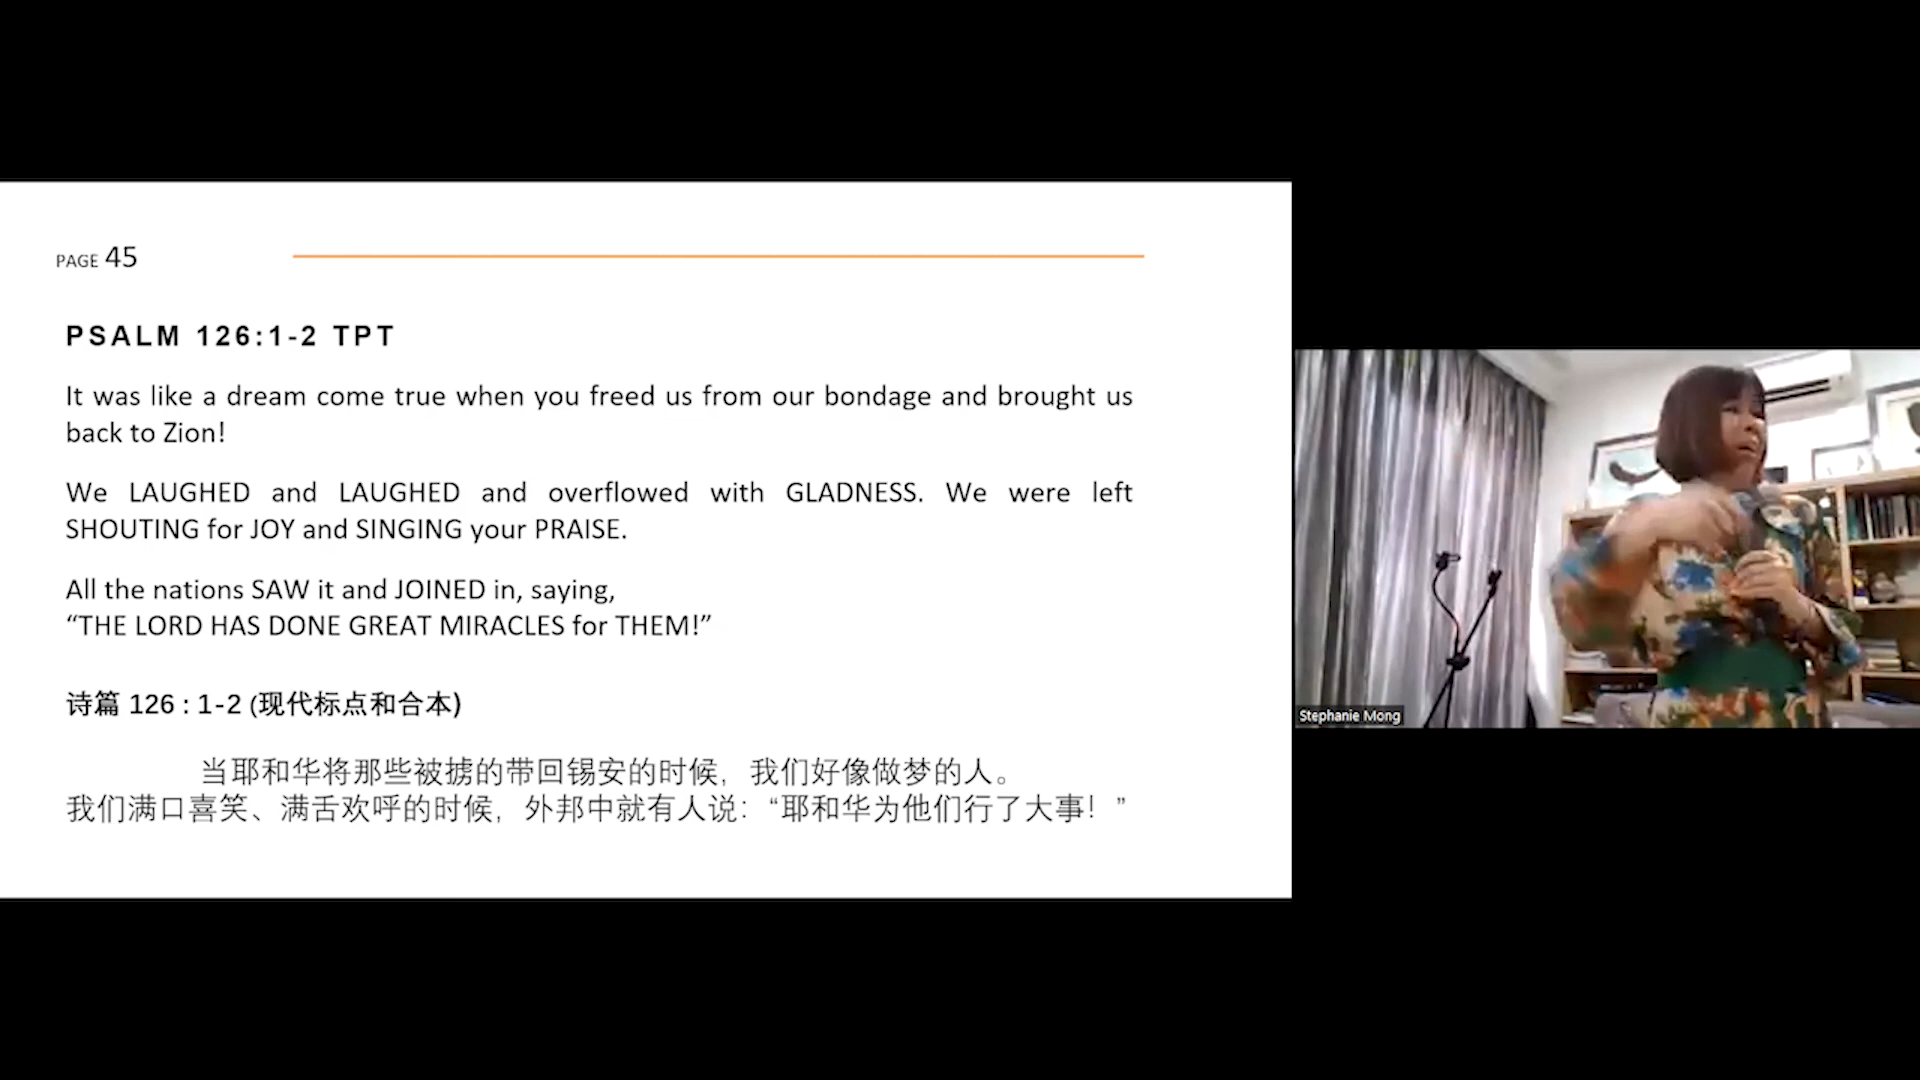 PAGE 45
PSALM 126:1-2 TPT
It was like a dream come true when you freed us from our bondage and brought us
back to Zion!
We LAUGHED and LAUGHED and overflowed with GLADNESS. We were left
SHOUTING for JOY and SINGING your PRAISE.
All the nations SAW it and JOINED in, saying,
“THE LORD HAS DONE GREAT MIRACLES for THEM!”
诗篇 126 : 1-2 (现代标点和合本)
当耶和华将那些被掳的带回锡安的时候，我们好像做梦的人。
我们满口喜笑、满舌欢呼的时候，外邦中就有人说：“耶和华为他们行了大事！”
Stephanie Mong